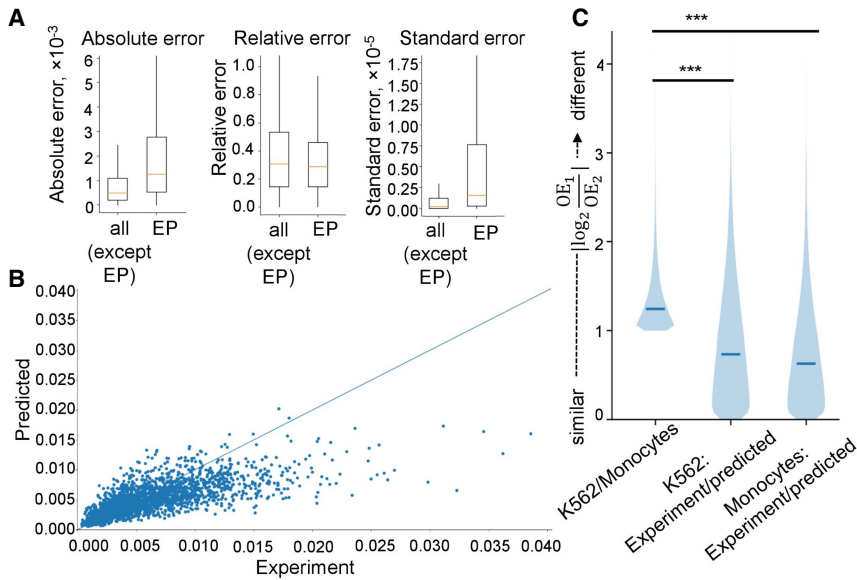 A
Absolute error
Absolute error, ×10-3
6
5
4
3
2
1
0
all
(except
EP)
EP
Relative error
Relative error
1.0
0.8
0.6
0.4
0.2
0.0
all
(except
EP)
EP
Standard error
Standard error, ×10-5
1.75
1.50
1.25
1.00
0.75
0.50
0.25
0.00
all
(except
EP)
EP
B
Predicted
0.040
0.035
0.030
0.025
0.020
0.015
0.010
0.005
0.000
0.000 0.005 0.010 0.015 0.020 0.025 0.030 0.035 0.040
Experiment
C
similar
|log2 OE1/OE2|
different
4
3
2
1
0
***
***
K562/Monocytes
K562:
Experiment/predicted
Monocytes:
Experiment/predicted